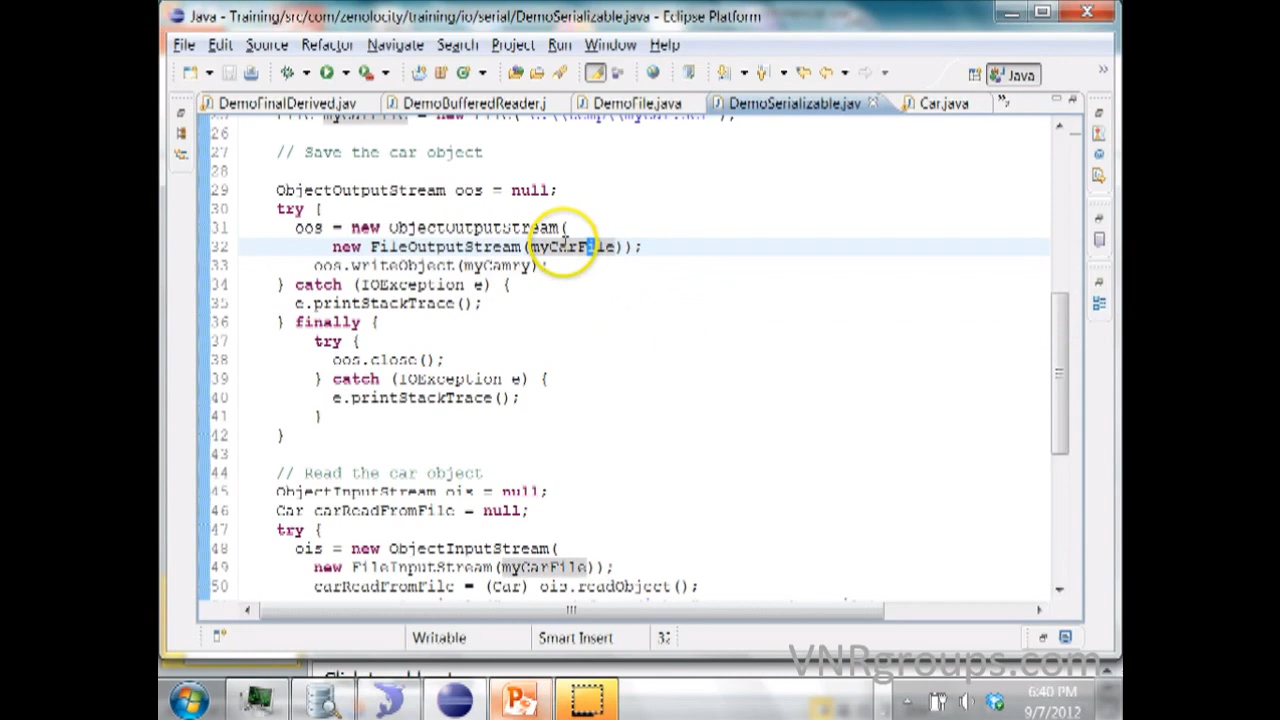 Java - Training/src/com/zenolocity/training/io/serial/DemoSerializable.java - Eclipse Platform
File Edit Source Refactor Navigate Search Project Run Window Help
Java
DemoFinalDerived.jav DemoBufferedReader.j DemoFile.java DemoSerializable.jav Car.java
26
27 // Save the car object
28
29 ObjectOutputStream oos = null;
30 try {
31 oos = new ObjectOutputStream(
32 new FileOutputStream(myCarFile));
33 oos.writeObject(myCamry);
34 } catch (IOException e) {
35 e.printStackTrace();
36 } finally {
37 try {
38 oos.close();
39 } catch (IOException e) {
40 e.printStackTrace();
41 }
42 }
43
44 // Read the car object
45 ObjectInputStream ois = null;
46 Car carReadFromFile = null;
47 try {
48 ois = new ObjectInputStream(
49 new FileInputStream(myCarFile));
50 carReadFromFile = (Car) ois.readObject();
Writable Smart Insert
VNRgroups.com
6:40 PM
9/7/2012